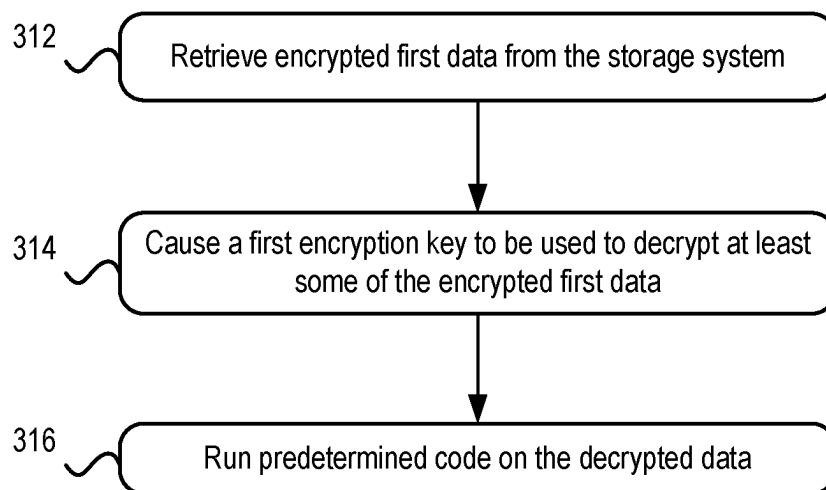 312
Retrieve encrypted first data from the storage system
314
Cause a first encryption key to be used to decrypt at least
some of the encrypted first data
316
Run predetermined code on the decrypted data